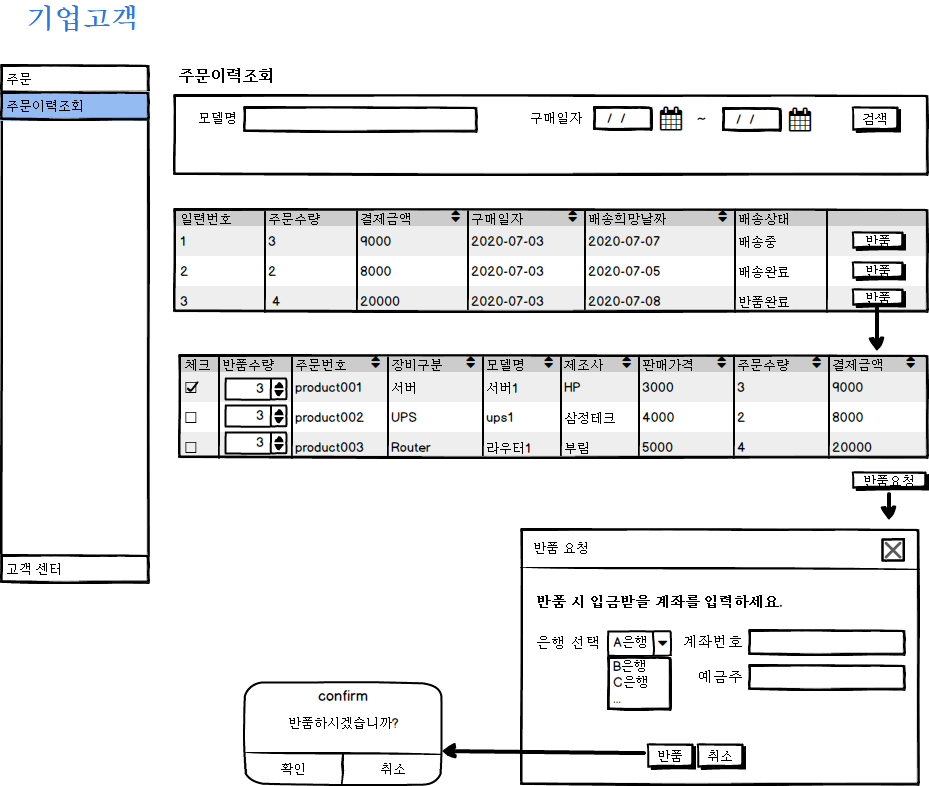 기업고객
주문
주문이력조회
주문이력조회
모델명 / / ~ / /
구매일자
검색
일련번호 주문수량 결제금액 구매일자 배송희망날짜 배송상태
1 3 9000 2020-07-03 2020-07-07 배송중 반품
2 2 8000 2020-07-03 2020-07-05 배송완료 반품
3 4 20000 2020-07-03 2020-07-08 반품완료 반품
체크 반품수량 주문번호 장비구분 모델명 제조사 판매가격 주문수량 결제금액
3 product001 서버 서버1 HP 3000 3 9000
3 product002 UPS ups1 삼정테크 4000 2 8000
3 product003 Router 라우터1 부림 5000 4 20000
반품요청
고객 센터
반품 요청
반품 시 입금받을 계좌를 입력하세요.
은행 선택 A은행 계좌번호
B은행
C은행
...
예금주
반품 취소
confirm
반품하시겠습니까?
확인 취소